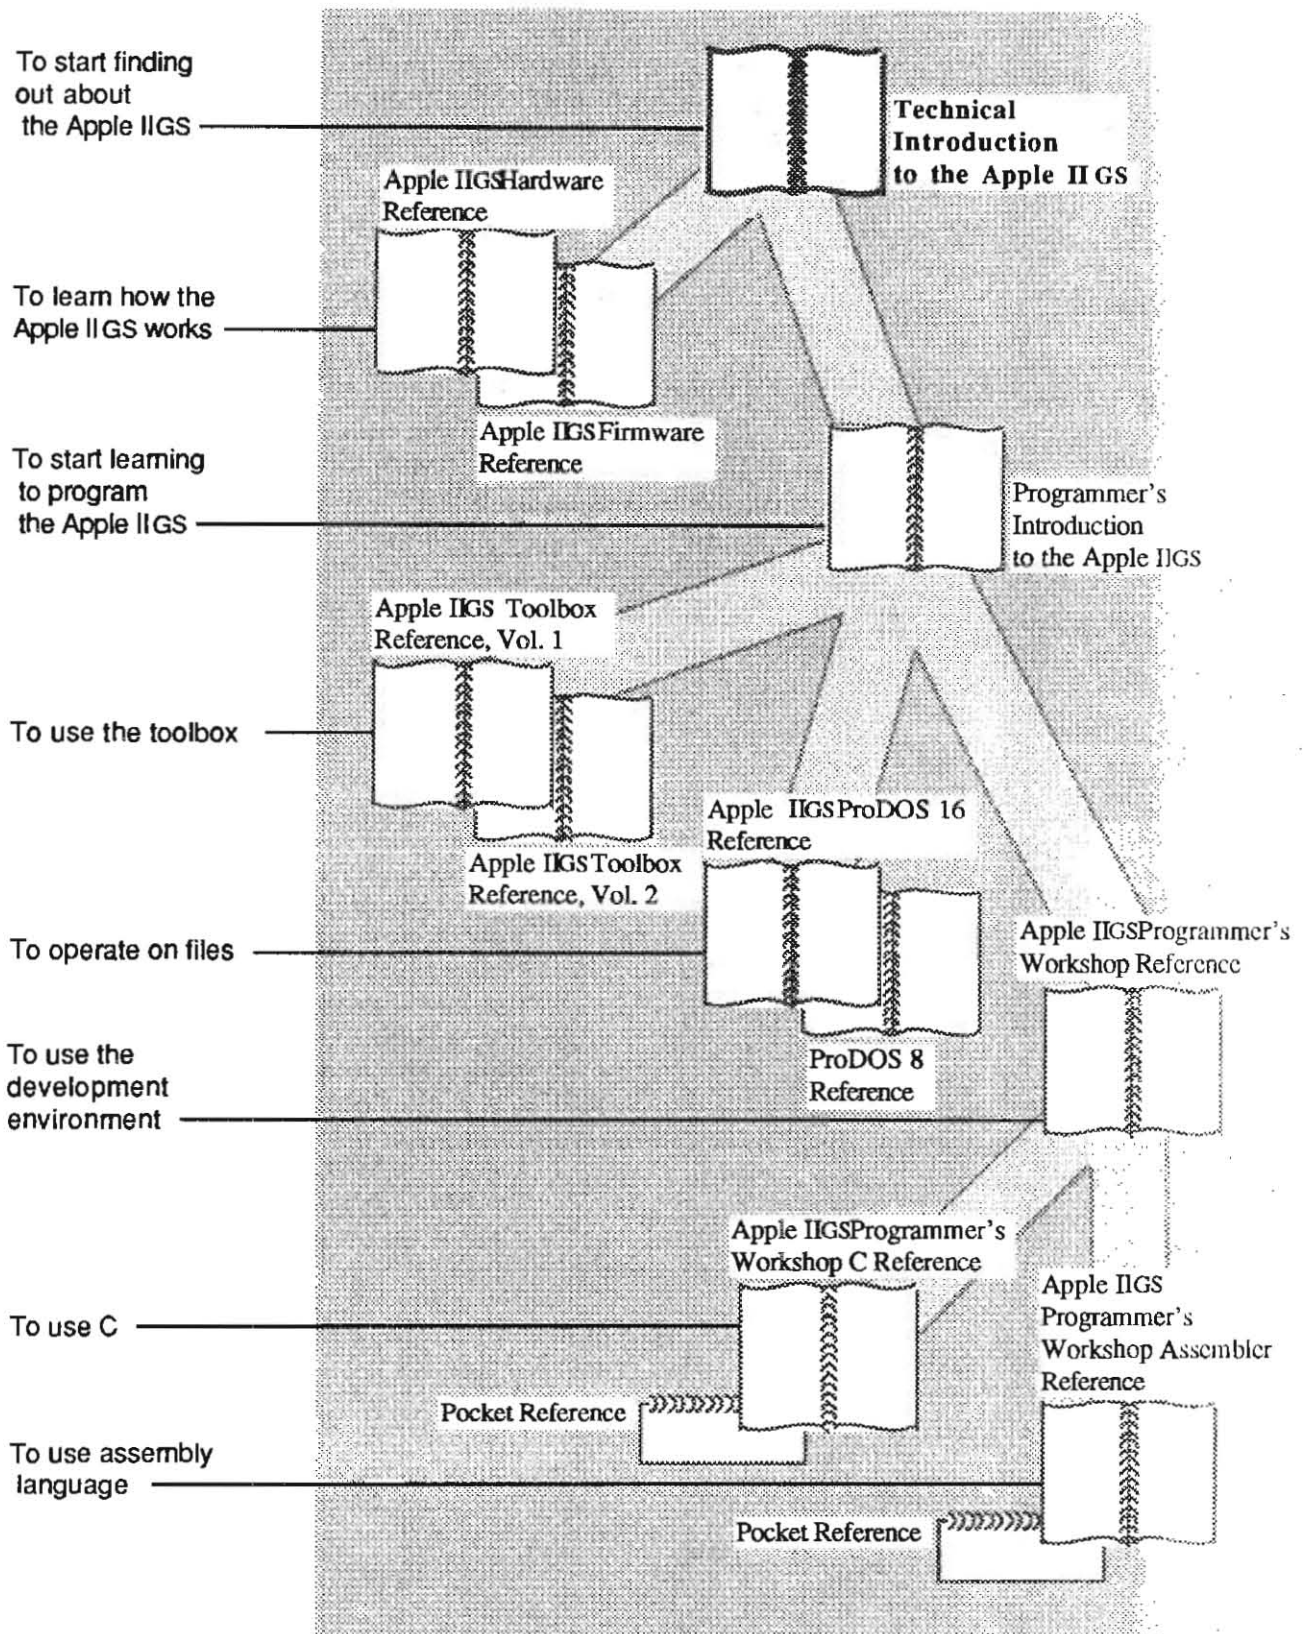 To start finding
out about
the Apple IIGS
Technical
Introduction
to the Apple IIGS
Apple IIGS Hardware
Reference
To learn how the
Apple IIGS works
Apple IIGS Firmware
Reference
To start learning
to program
the Apple IIGS
Programmer's
Introduction
to the Apple IIGS
Apple IIGS Toolbox
Reference, Vol. 1
To use the toolbox
Apple IIGS Toolbox
Reference, Vol. 2
Apple IIGS ProDOS 16
Reference
To operate on files
Apple IIGS Programmer's
Workshop Reference
ProDOS 8
Reference
To use the
development
environment
Apple IIGS Programmer's
Workshop C Reference
To use C
Apple IIGS
Programmer's
Workshop Assembler
Reference
Pocket Reference
To use assembly
language
Pocket Reference